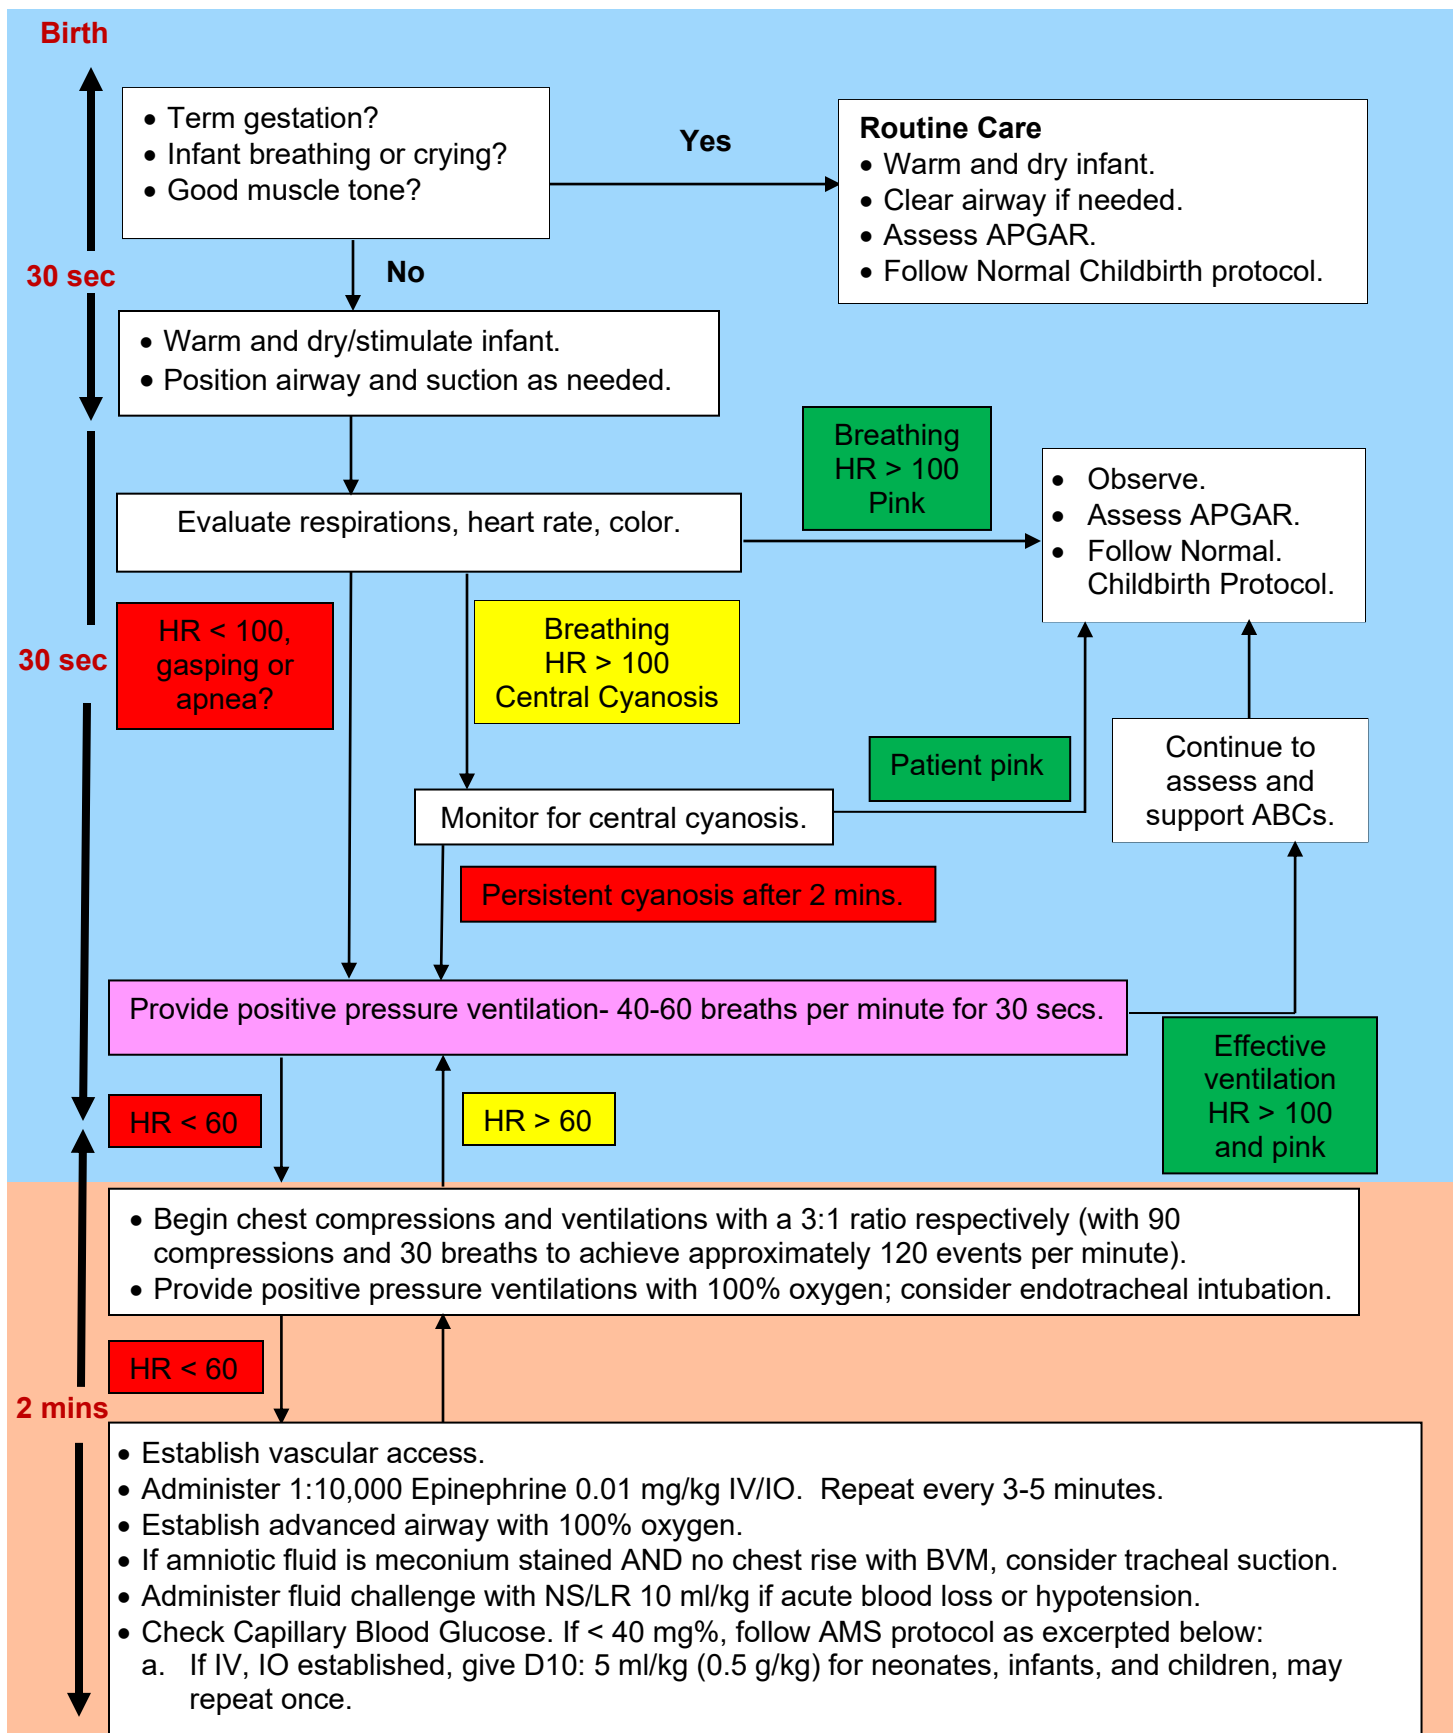 Birth
• Term gestation?
• Infant breathing or crying?
• Good muscle tone?
Yes
Routine Care
• Warm and dry infant.
• Clear airway if needed.
• Assess APGAR.
• Follow Normal Childbirth protocol.
30 sec
No
• Warm and dry/stimulate infant.
• Position airway and suction as needed.
Breathing
HR > 100
Pink
Evaluate respirations, heart rate, color.
• Observe.
• Assess APGAR.
• Follow Normal.
Childbirth Protocol.
30 sec
HR < 100,
gasping or
apnea?
Breathing
HR > 100
Central Cyanosis
Patient pink
Continue to
assess and
support ABCs.
Monitor for central cyanosis.
Persistent cyanosis after 2 mins.
Provide positive pressure ventilation- 40-60 breaths per minute for 30 secs.
Effective
ventilation
HR > 100
and pink
HR < 60
HR > 60
• Begin chest compressions and ventilations with a 3:1 ratio respectively (with 90
compressions and 30 breaths to achieve approximately 120 events per minute).
• Provide positive pressure ventilations with 100% oxygen; consider endotracheal intubation.
HR < 60
2 mins
• Establish vascular access.
• Administer 1:10,000 Epinephrine 0.01 mg/kg IV/IO.  Repeat every 3-5 minutes.
• Establish advanced airway with 100% oxygen.
• If amniotic fluid is meconium stained AND no chest rise with BVM, consider tracheal suction.
• Administer fluid challenge with NS/LR 10 ml/kg if acute blood loss or hypotension.
• Check Capillary Blood Glucose. If < 40 mg%, follow AMS protocol as excerpted below:
a. If IV, IO established, give D10: 5 ml/kg (0.5 g/kg) for neonates, infants, and children, may
repeat once.